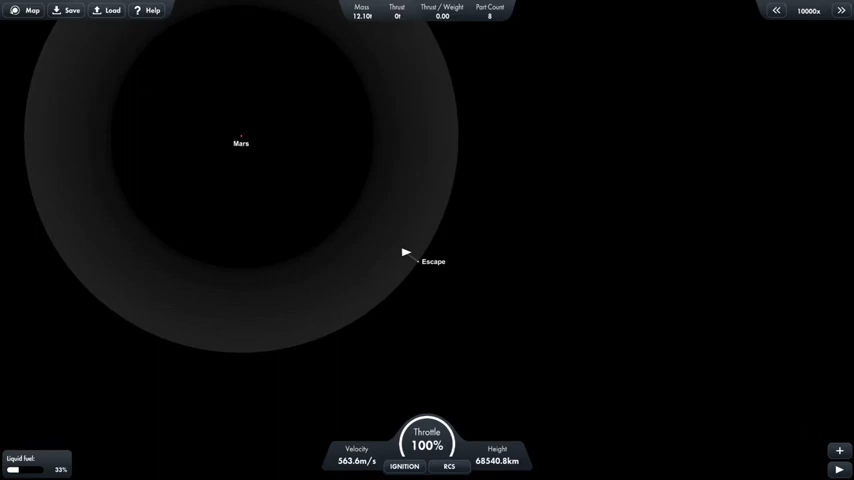 Map Save Load ? Help
Mass Thrust Thrust / Weight Part Count
12.10t 0t 0.00 8
10000x
Mars
Escape
Throttle
100%
Velocity Height
563.6m/s IGNITION RCS 68540.8km
Liquid fuel:
33%
+